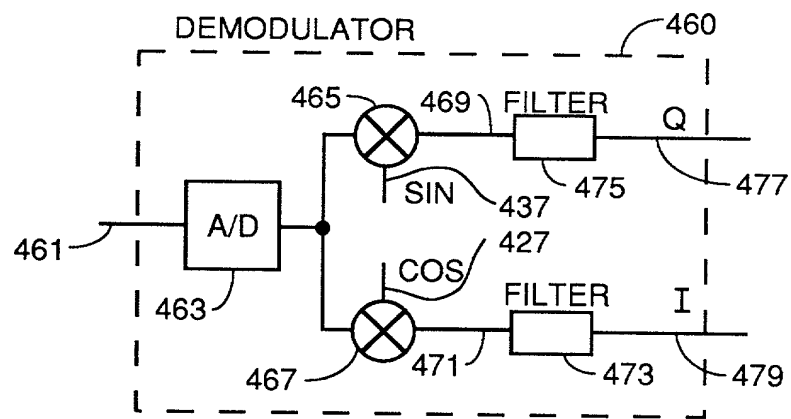 DEMODULATOR
460
465
469
FILTER
Q
SIN
437
475
477
461
A/D
463
427
COS
FILTER
I
467
471
473
479